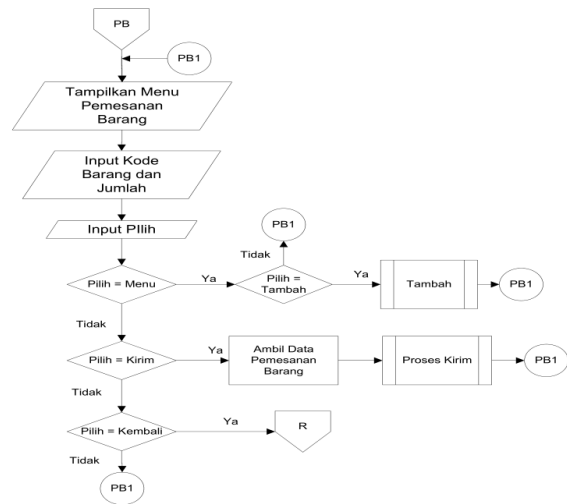 PB
PB1
Tampilkan Menu
Pemesanan
Barang
Input Kode
Barang dan
Jumlah
Input PIlih
PB1
Tidak
Pilih = Menu
Ya
Pilih =
Tambah
Ya
Tambah
PB1
Tidak
Pilih = Kirim
Ya
Ambil Data
Pemesanan
Barang
Proses Kirim
PB1
Tidak
Pilih = Kembali
Ya
R
Tidak
PB1